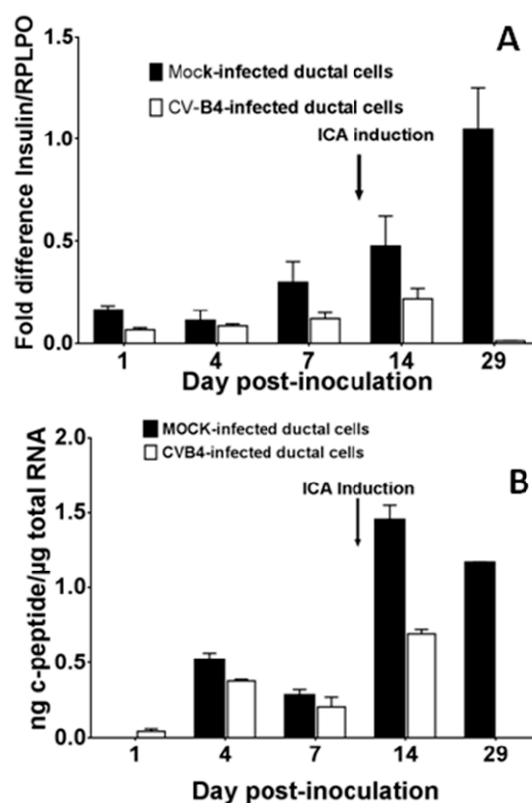 A
Mock-infected ductal cells
CV-B4-infected ductal cells
ICA induction
Fold difference Insulin/RPLPO
1.5
1.0
0.5
0.0
1 4 7 14 29
Day post-inoculation
B
MOCK-infected ductal cells
CVB4-infected ductal cells
ICA Induction
ng c-peptide/µg total RNA
2.0
1.5
1.0
0.5
0.0
1 4 7 14 29
Day post-inoculation